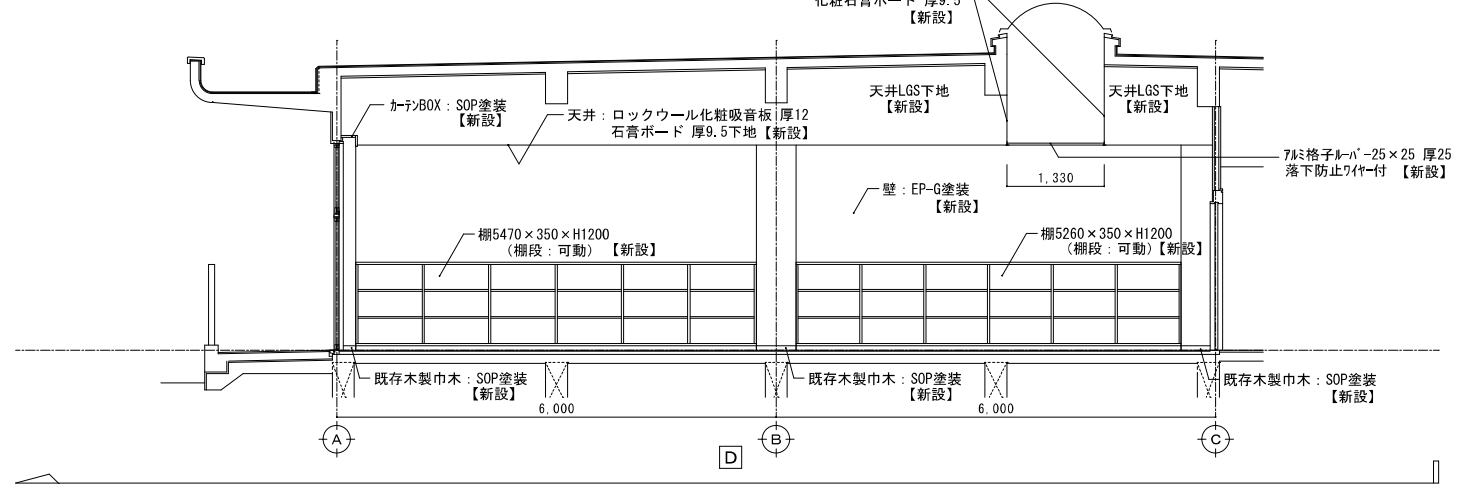 化粧石膏ボード 厚9.5
【新設】
カーテンBOX：SOP塗装
【新設】
天井：ロックウール化粧吸音板 厚12
石膏ボード 厚9.5下地【新設】
天井LGS下地
【新設】
天井LGS下地
【新設】
アルミ格子ルーバー25×25 厚25
落下防止ワイヤー付 【新設】
1,330
壁：EP-G塗装
【新設】
棚5470×350×H1200
（棚段：可動）【新設】
棚5260×350×H1200
（棚段：可動）【新設】
既存木製巾木：SOP塗装
【新設】
既存木製巾木：SOP塗装
【新設】
既存木製巾木：SOP塗装
【新設】
6,000
6,000
A
B
C
D